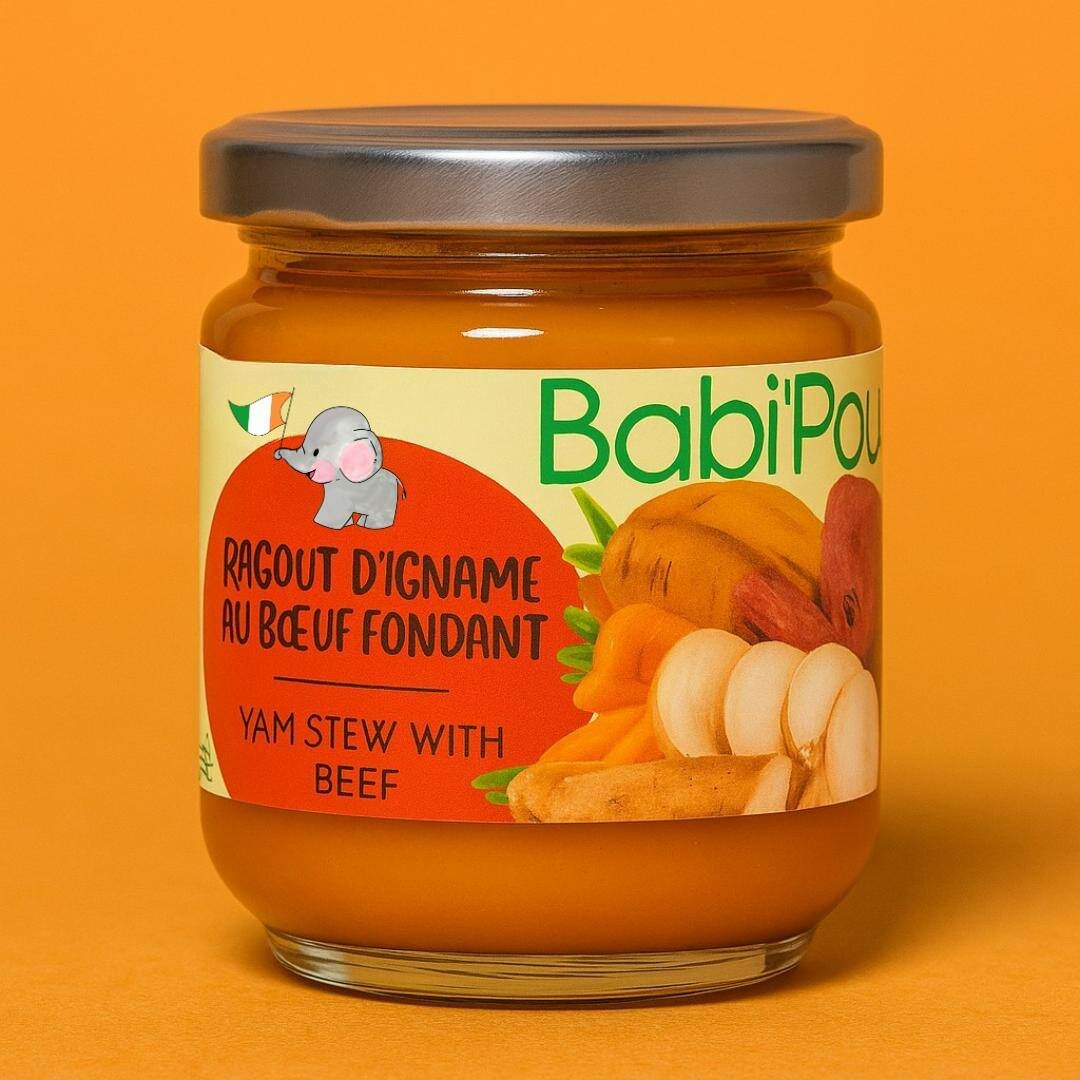 Babi'Pou
RAGOUT D'IGNAME
AU BŒUF FONDANT
YAM STEW WITH
BEEF